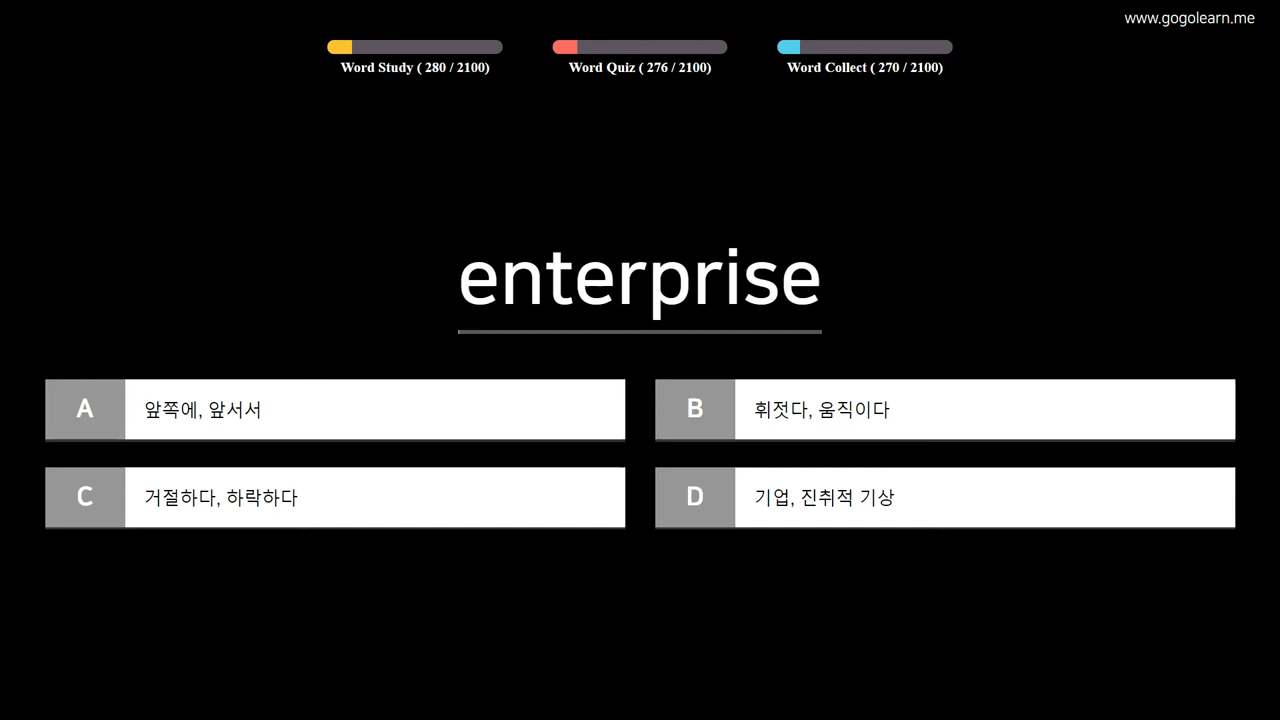 www.gogolearn.me
Word Study ( 280 / 2100)
Word Quiz ( 276 / 2100)
Word Collect ( 270 / 2100)
enterprise
A 앞쪽에, 앞서서
B 휘젓다, 움직이다
C 거절하다, 하락하다
D 기업, 진취적 기상